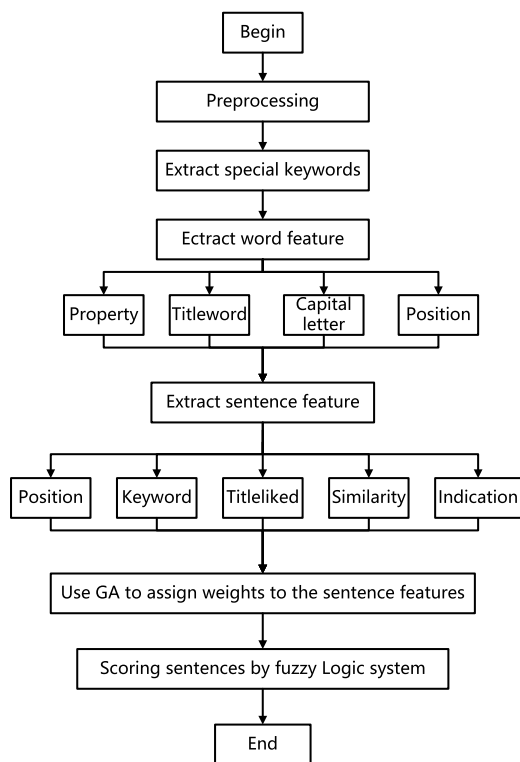 Begin
Preprocessing
Extract special keywords
Ectract word feature
Property
Titleword
Capital
letter
Position
Extract sentence feature
Position
Keyword
Titleliked
Similarity
Indication
Use GA to assign weights to the sentence features
Scoring sentences by fuzzy Logic system
End